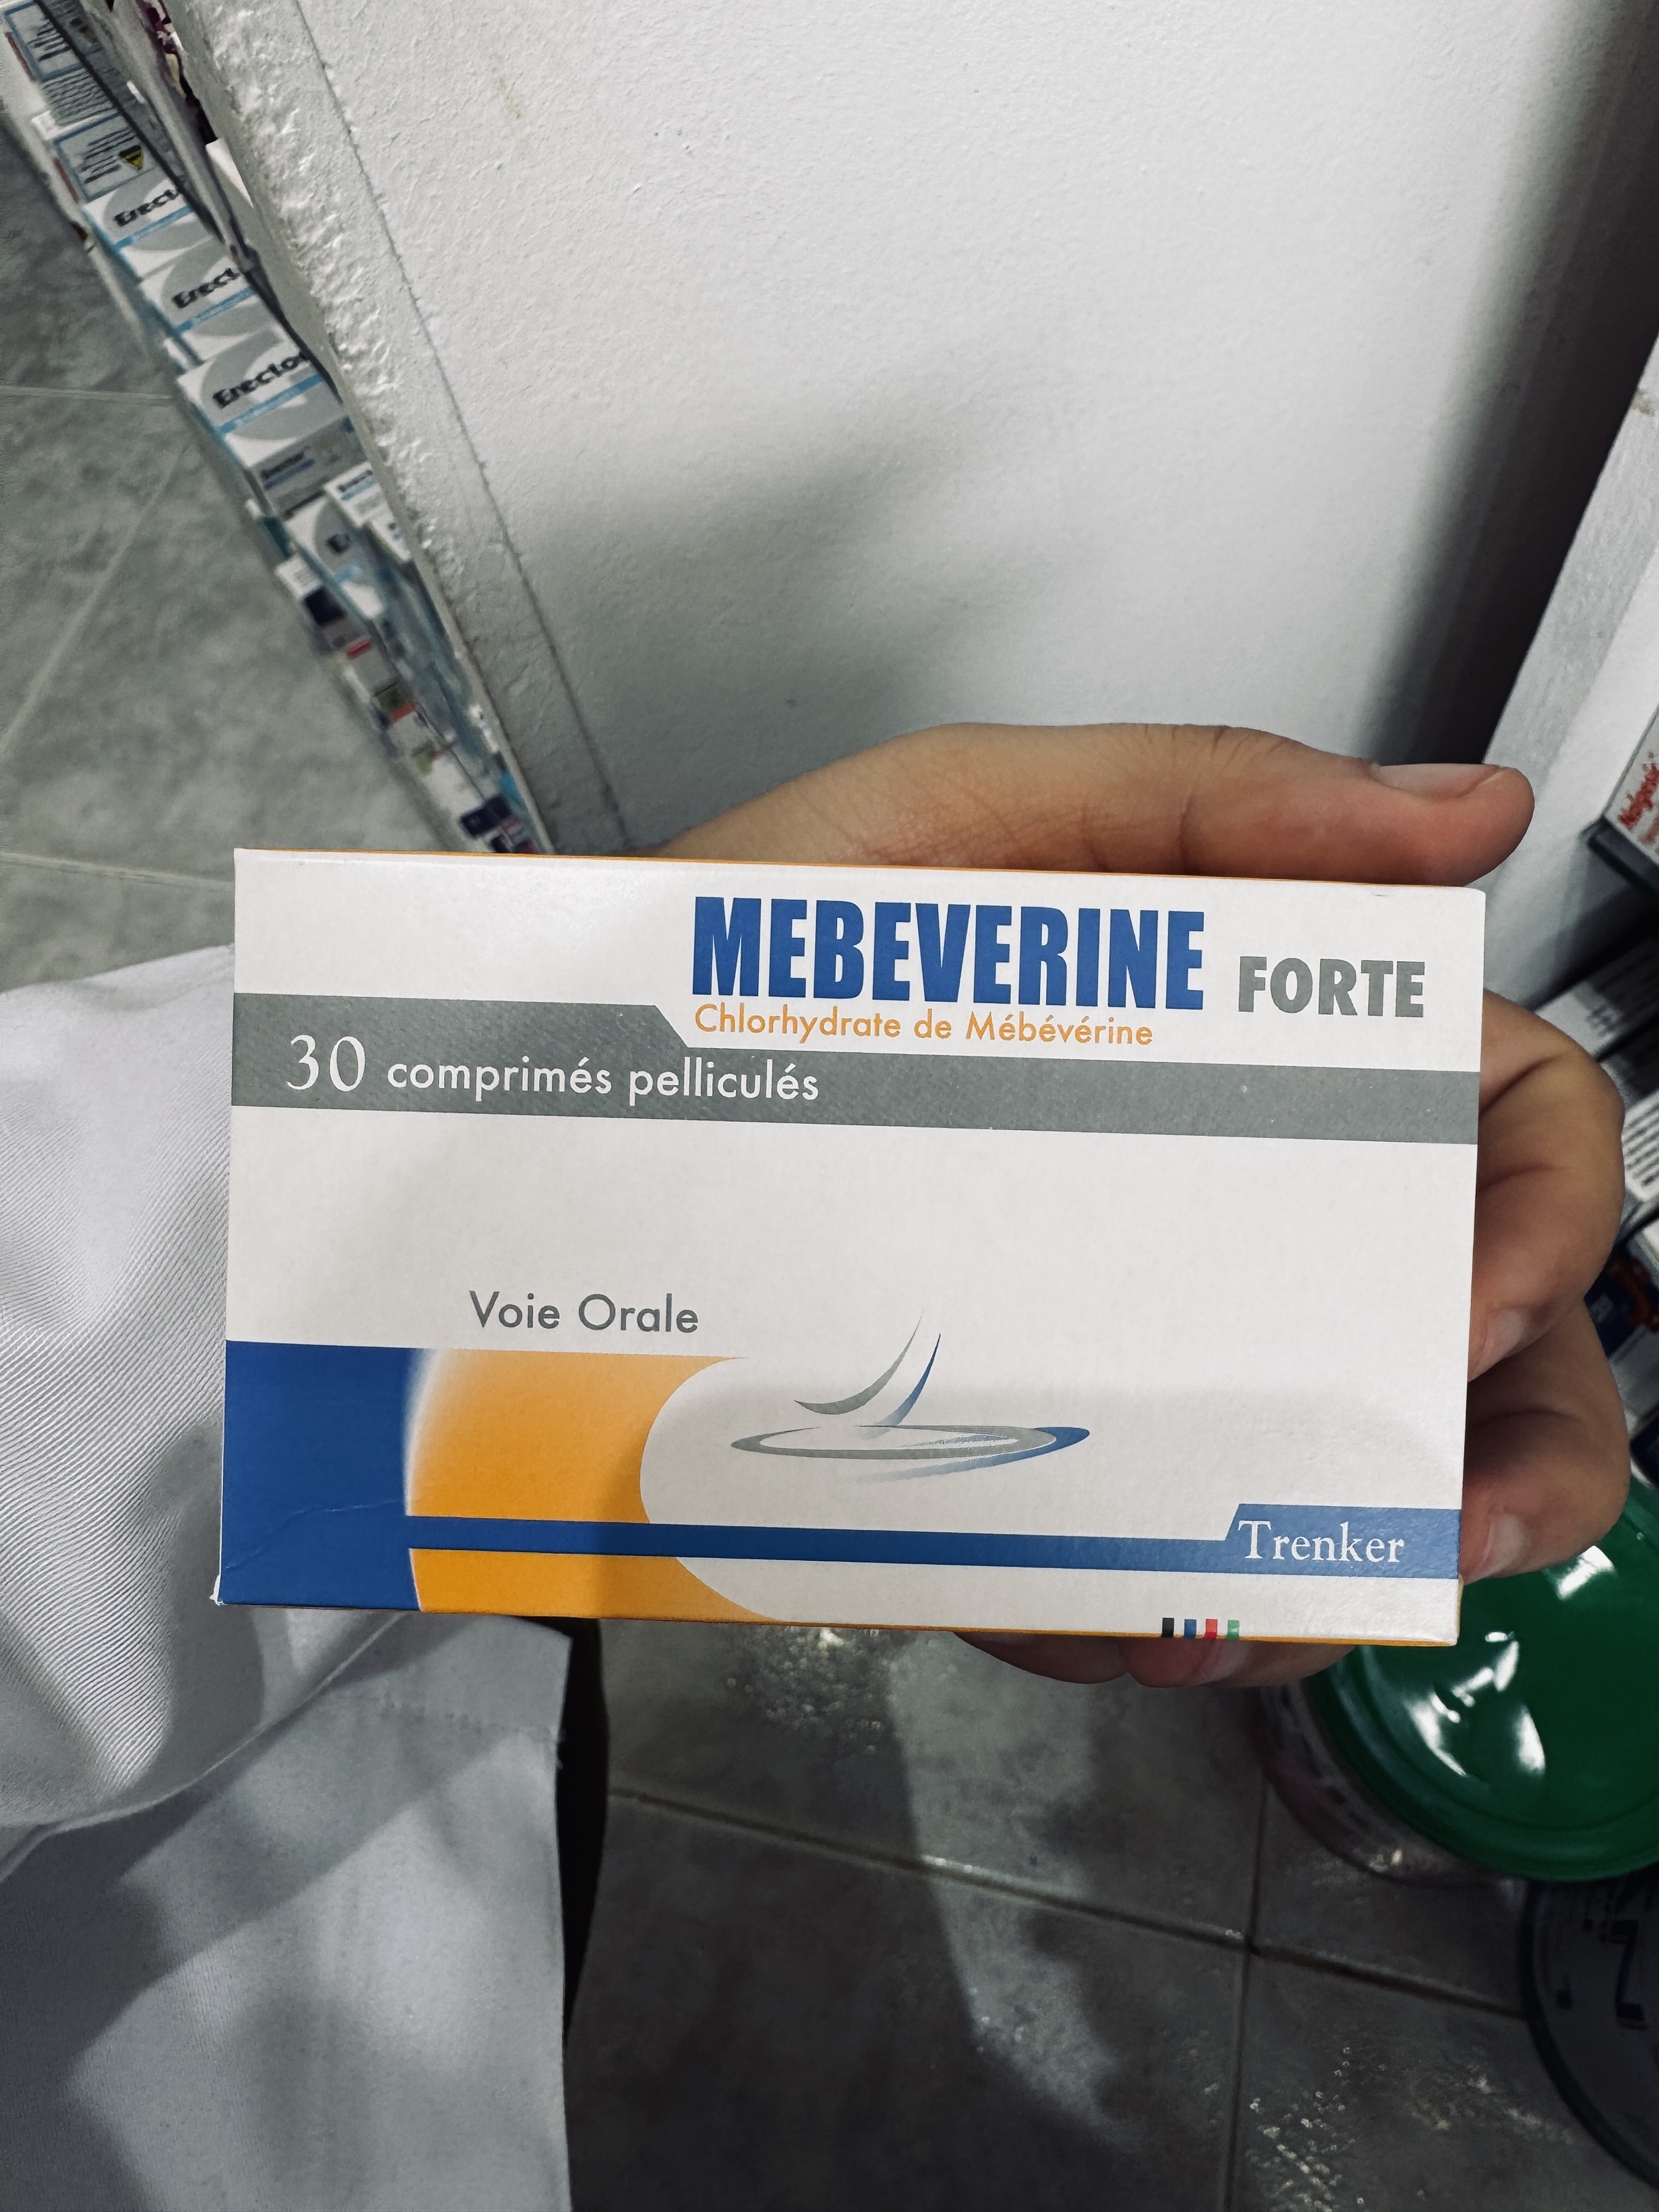 MEBEVERINE FORTE
Chlorhydrate de Mébévérine
30 comprimés pelliculés
Voie Orale
Trenker